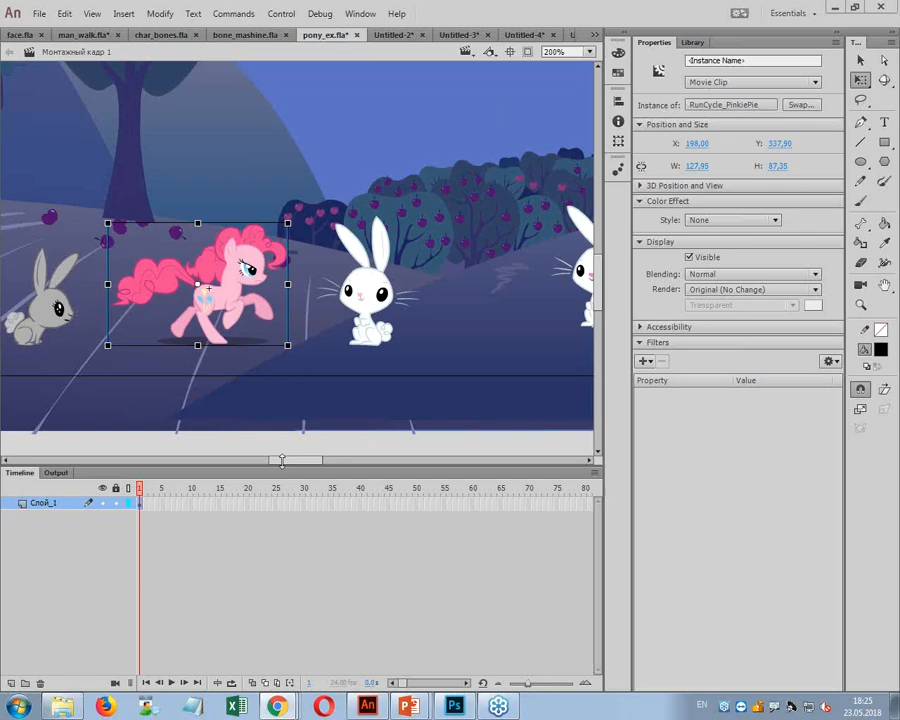 An File Edit View Insert Modify Text Commands Control Debug Window Help Essentials
face.fla man_walk.fla* char_bones.fla bone_mashine.fla pony_ex.fla* Untitled-2* Untitled-3* Untitled-4* U
Монтажный кадр 1 200%
Properties Library
T...
<Instance Name>
Movie Clip
Instance of: RunCycle_PinkiePie Swap...
Position and Size
X: 198,00 Y: 337,90
W: 127,95 H: 87,35
3D Position and View
Color Effect
Style: None
Display
Visible
Blending: Normal
Render: Original (No Change)
Transparent
Accessibility
Filters
Property Value
Timeline Output
1 5 10 15 20 25 30 35 40 45 50 55 60 65 70 75 80
Слой_1
1 24.00 fps 0.0s
EN 18:25
23.05.2018